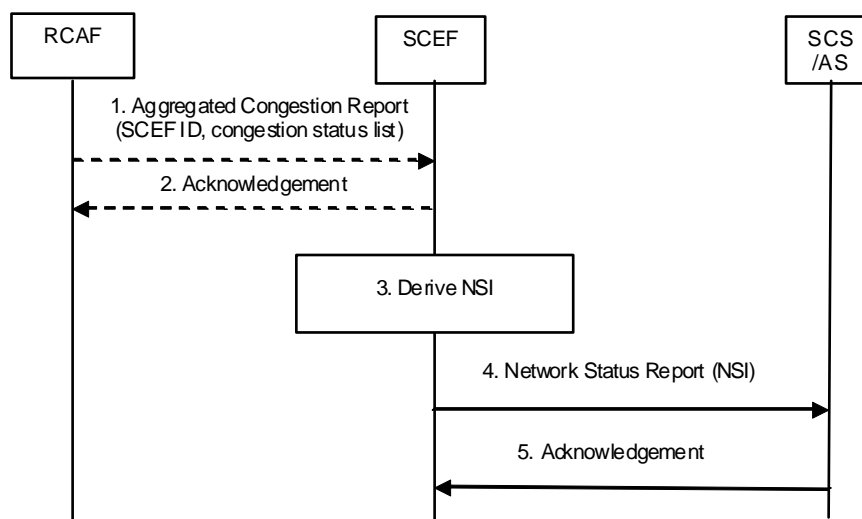 RCAF
SCEF
SCS
/AS
1. Aggregated Congestion Report
(SCEF ID, congestion status list)
2. Acknowledgement
3. Derive NSI
4. Network Status Report (NSI)
5. Acknowledgement